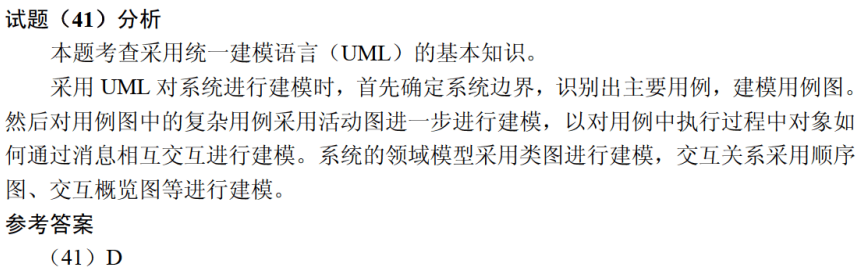 试题（41）分析
本题考查采用统一建模语言（UML）的基本知识。
采用 UML 对系统进行建模时，首先确定系统边界，识别出主要用例，建模用例图。
然后对用例图中的复杂用例采用活动图进一步进行建模，以对用例中执行过程中对象如
何通过消息相互交互进行建模。系统的领域模型采用类图进行建模，交互关系采用顺序
图、交互概览图等进行建模。
参考答案
（41）D